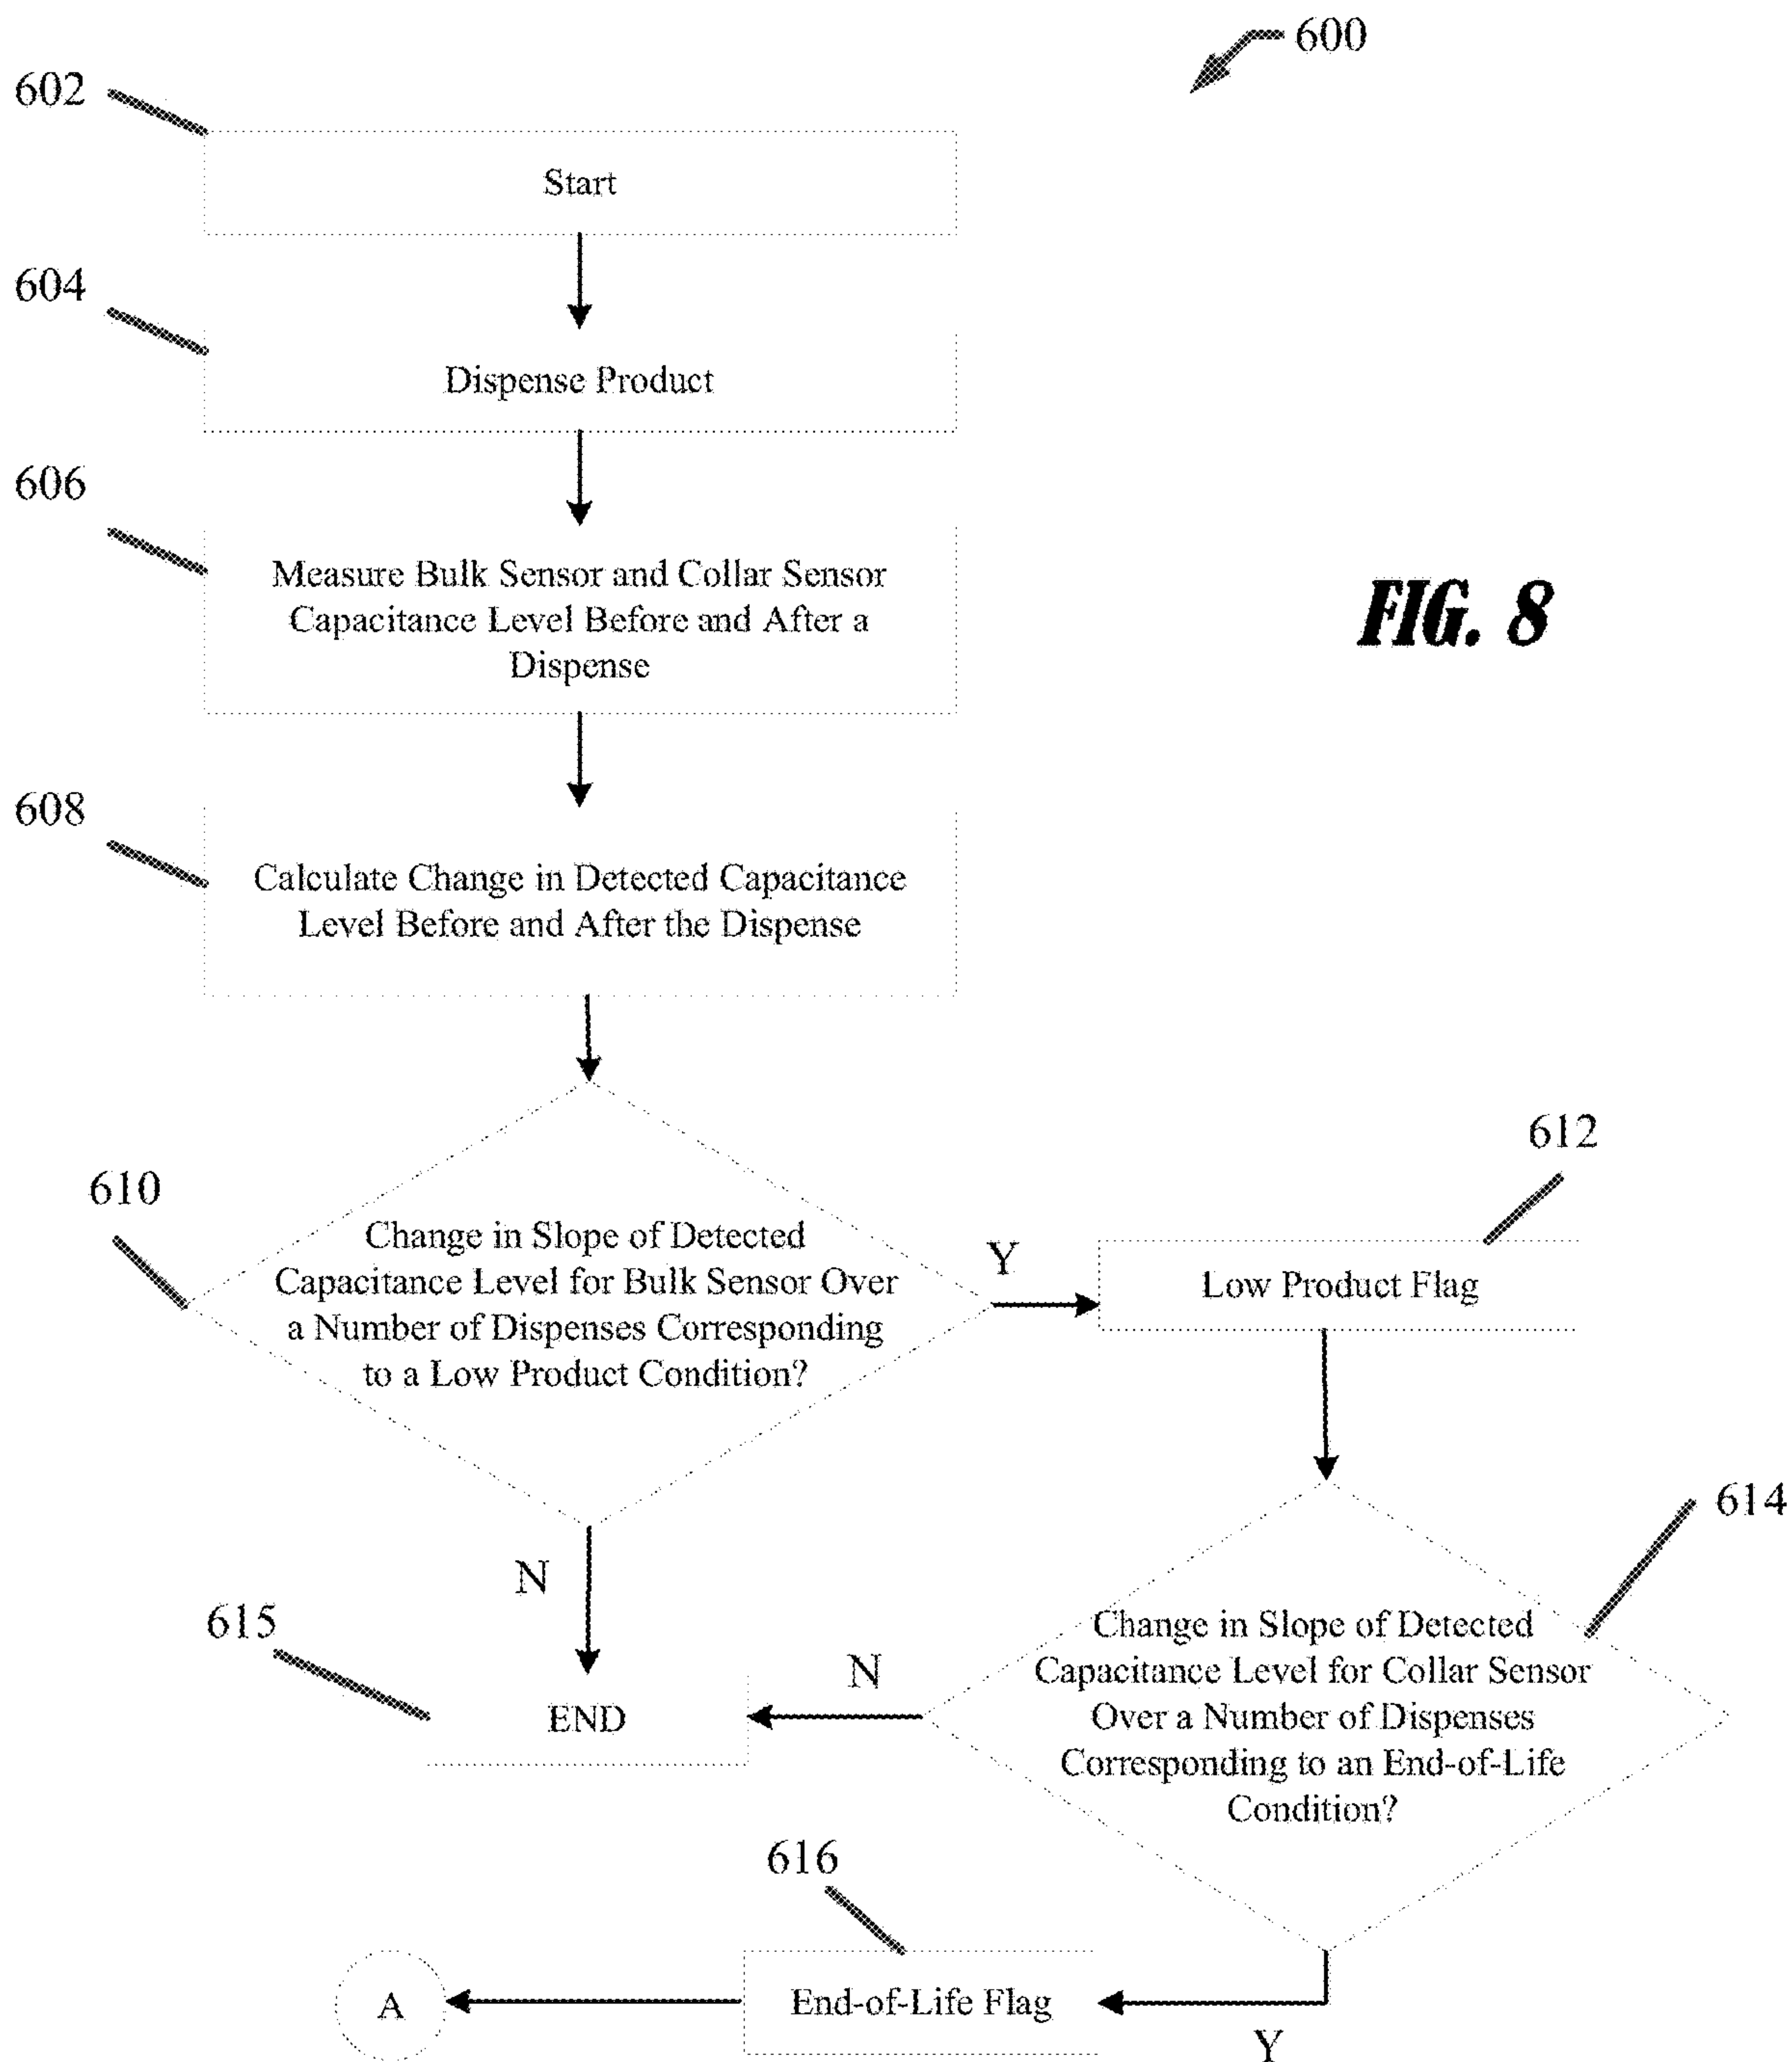 600
602
Start
604
Dispense Product
606
Measure Bulk Sensor and Collar Sensor
Capacitance Level Before and After a
Dispense
FIG. 8
608
Calculate Change in Detected Capacitance
Level Before and After the Dispense
610
Change in Slope of Detected
Capacitance Level for Bulk Sensor Over
a Number of Dispenses Corresponding
to a Low Product Condition?
Y
612
Low Product Flag
N
614
Change in Slope of Detected
Capacitance Level for Collar Sensor
Over a Number of Dispenses
Corresponding to an End-of-Life
Condition?
N
615
END
616
End-of-Life Flag
Y
A